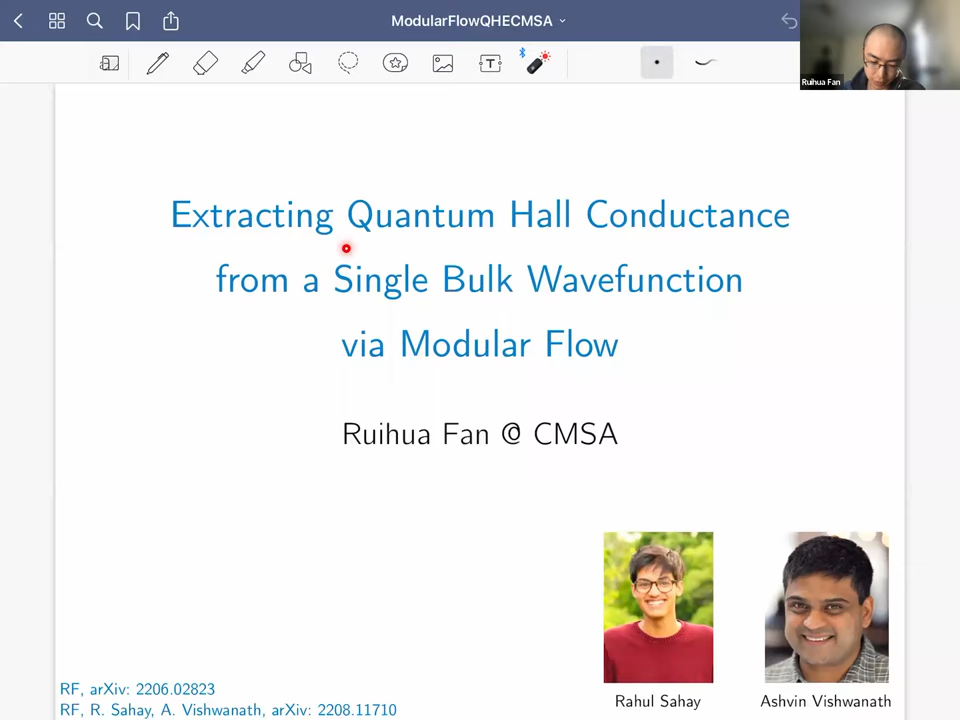 ModularFlowQHECMSA
T
Ruihua Fan
Extracting Quantum Hall Conductance
from a Single Bulk Wavefunction
via Modular Flow
Ruihua Fan @ CMSA
Rahul Sahay
Ashvin Vishwanath
RF, arXiv: 2206.02823
RF, R. Sahay, A. Vishwanath, arXiv: 2208.11710